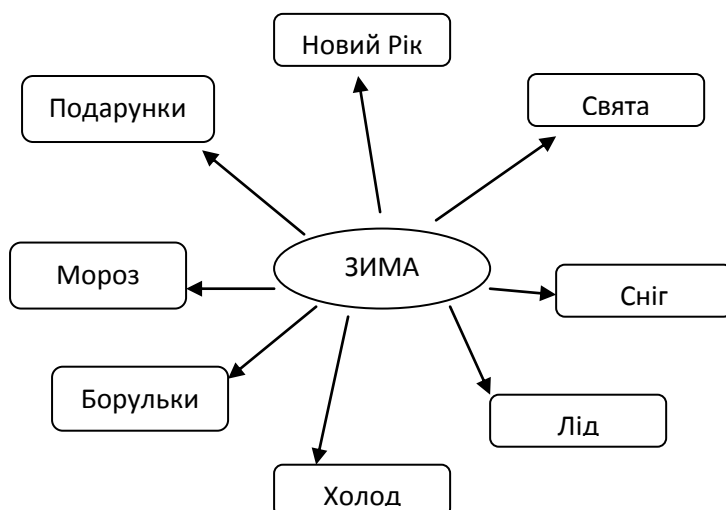 Новий Рік
Подарунки
Свята
ЗИМА
Мороз
Сніг
Борульки
Лід
Холод